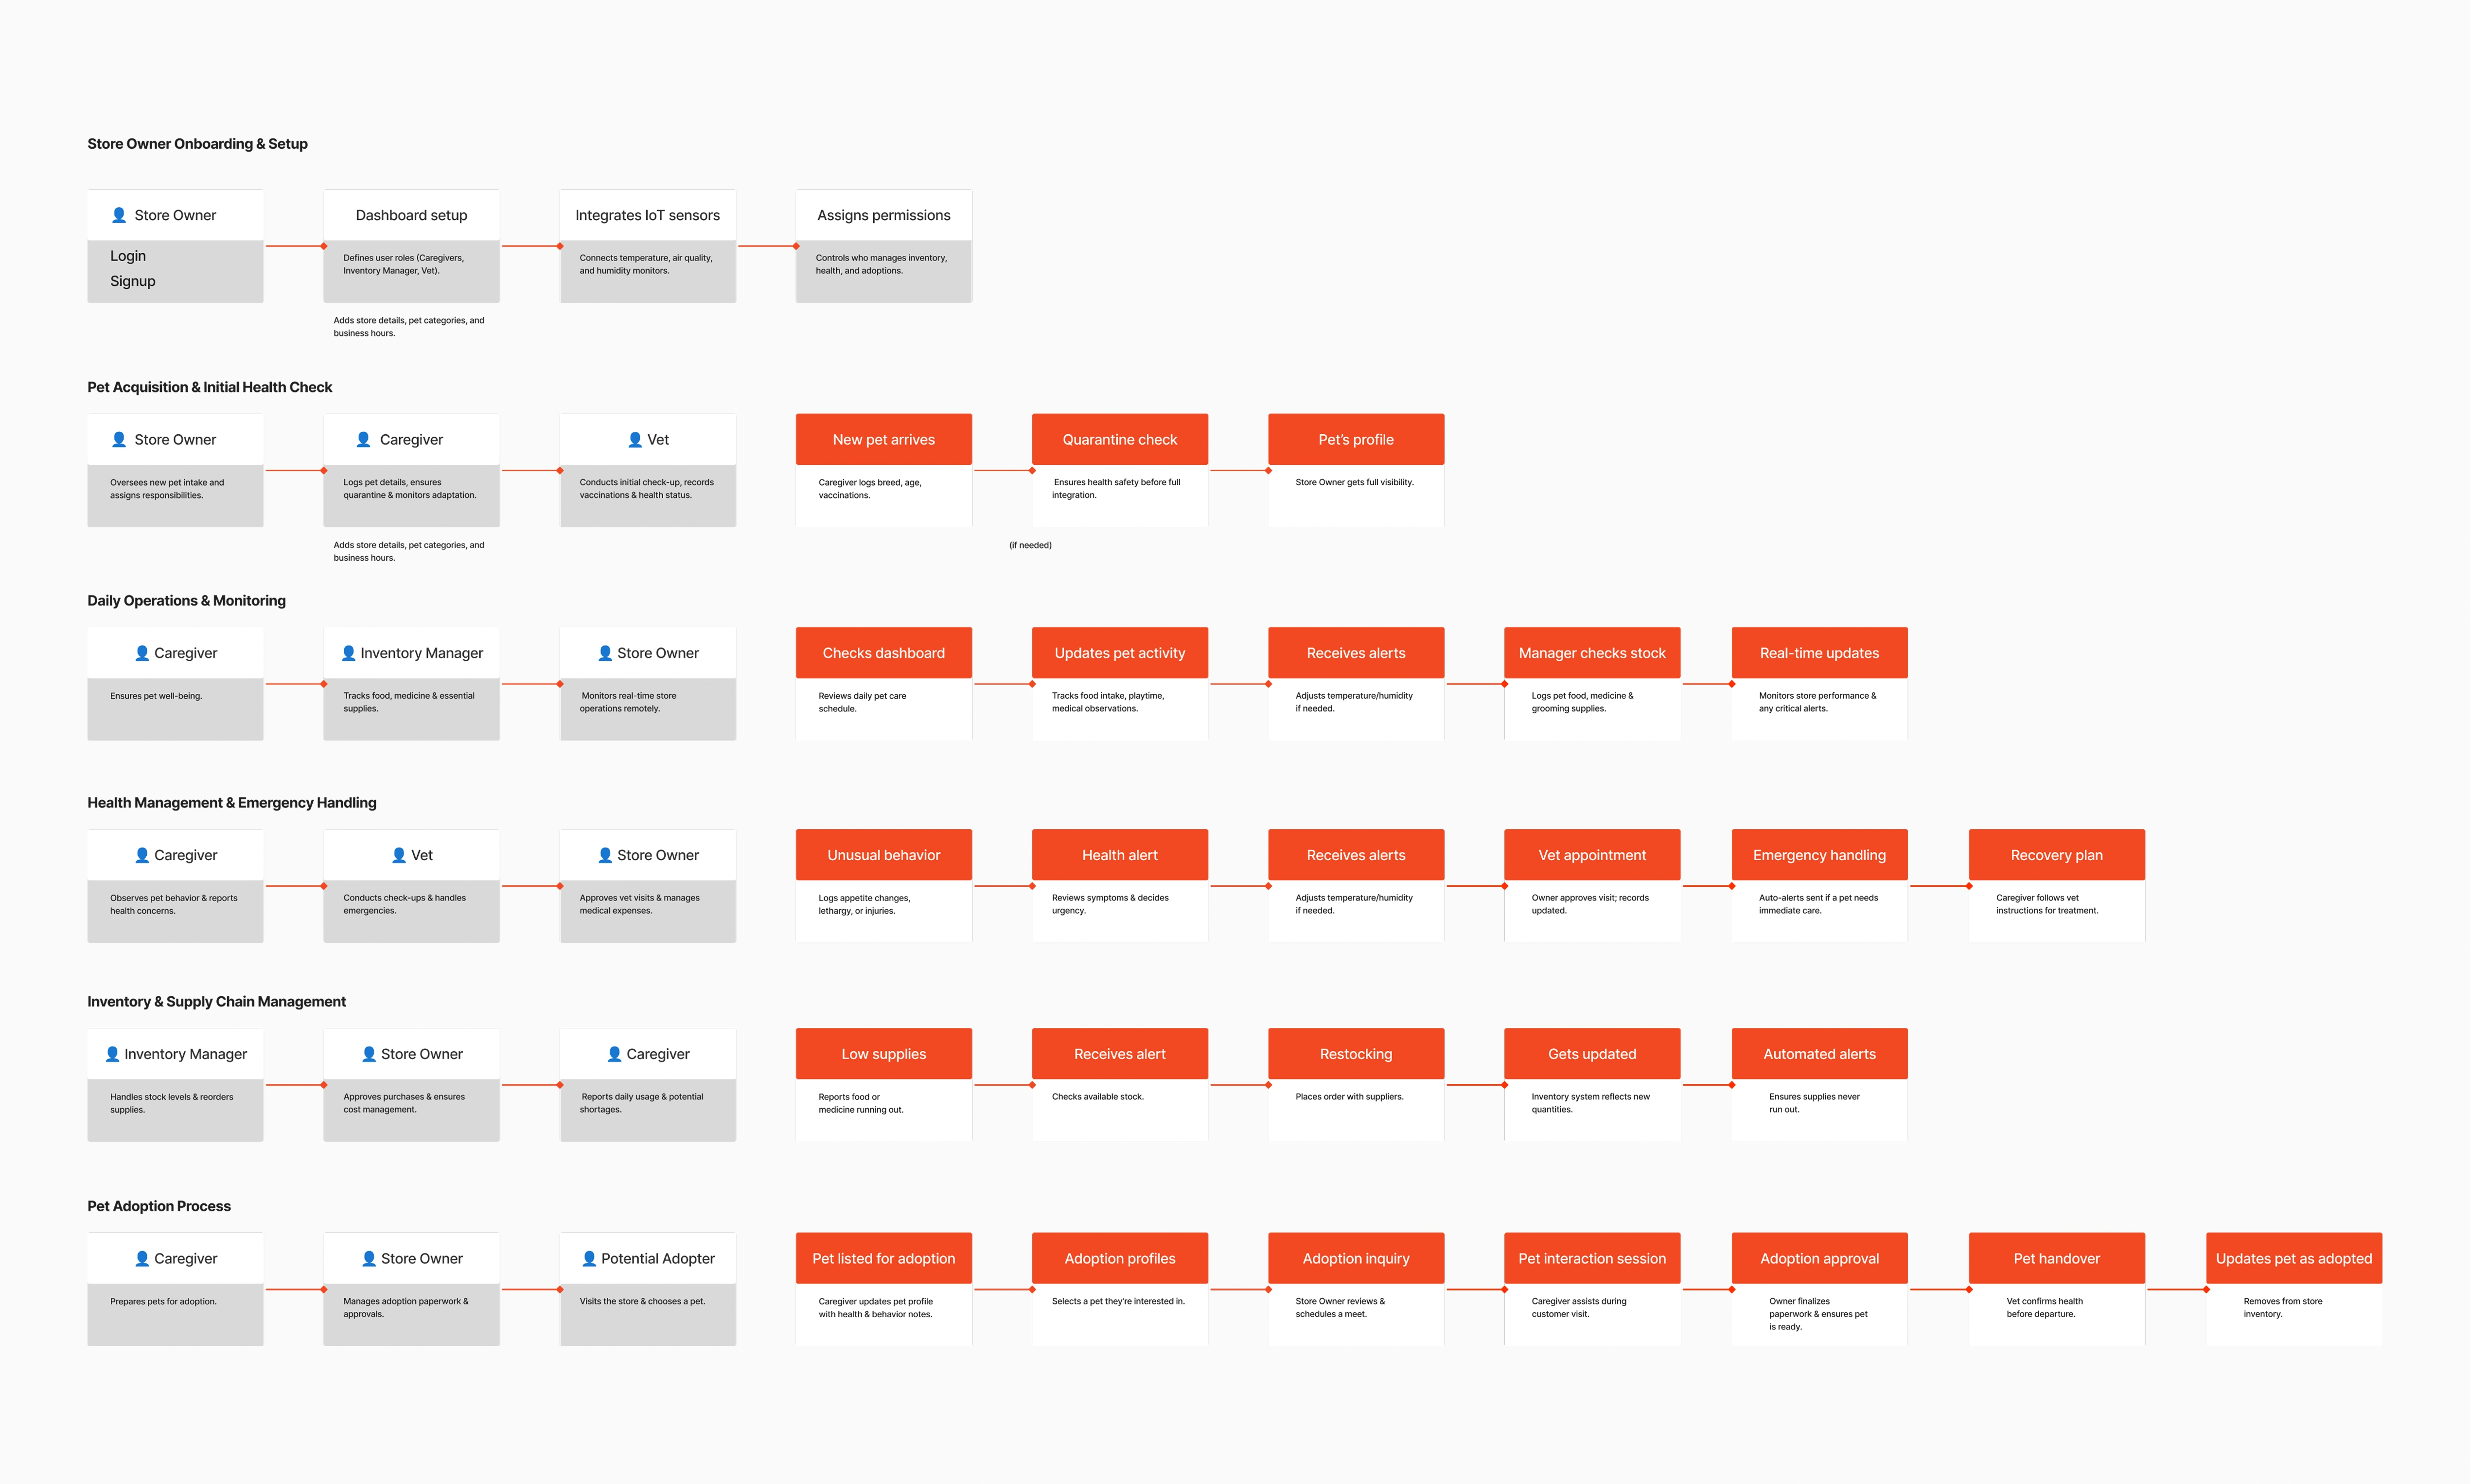 Store Owner Onboarding & Setup
Store Owner
Login
Signup
Dashboard setup
Defines user roles (Caregivers,
Inventory Manager, Vet).
Adds store details, pet categories, and
business hours.
Integrates IoT sensors
Connects temperature, air quality,
and humidity monitors.
Assigns permissions
Controls who manages inventory,
health, and adoptions.
Pet Acquisition & Initial Health Check
Store Owner
Oversees new pet intake and
assigns responsibilities.
Caregiver
Logs pet details, ensures
quarantine & monitors adaptation.
Adds store details, pet categories, and
business hours.
Vet
Conducts initial check-up, records
vaccinations & health status.
New pet arrives
Caregiver logs breed, age,
vaccinations.
Quarantine check
Ensures health safety before full
integration.
(if needed)
Pet’s profile
Store Owner gets full visibility.
Daily Operations & Monitoring
Caregiver
Ensures pet well-being.
Inventory Manager
Tracks food, medicine & essential
supplies.
Store Owner
Monitors real-time store
operations remotely.
Checks dashboard
Reviews daily pet care
schedule.
Updates pet activity
Tracks food intake, playtime,
medical observations.
Receives alerts
Adjusts temperature/humidity
if needed.
Manager checks stock
Logs pet food, medicine &
grooming supplies.
Real-time updates
Monitors store performance &
any critical alerts.
Health Management & Emergency Handling
Caregiver
Observes pet behavior & reports
health concerns.
Vet
Conducts check-ups & handles
emergencies.
Store Owner
Approves vet visits & manages
medical expenses.
Unusual behavior
Logs appetite changes,
lethargy, or injuries.
Health alert
Reviews symptoms & decides
urgency.
Receives alerts
Adjusts temperature/humidity
if needed.
Vet appointment
Owner approves visit; records
updated.
Emergency handling
Auto-alerts sent if a pet needs
immediate care.
Recovery plan
Caregiver follows vet
instructions for treatment.
Inventory & Supply Chain Management
Inventory Manager
Handles stock levels & reorders
supplies.
Store Owner
Approves purchases & ensures
cost management.
Caregiver
Reports daily usage & potential
shortages.
Low supplies
Reports food or
medicine running out.
Receives alert
Checks available stock.
Restocking
Places order with suppliers.
Gets updated
Inventory system reflects new
quantities.
Automated alerts
Ensures supplies never
run out.
Pet Adoption Process
Caregiver
Prepares pets for adoption.
Store Owner
Manages adoption paperwork &
approvals.
Potential Adopter
Visits the store & chooses a pet.
Pet listed for adoption
Caregiver updates pet profile
with health & behavior notes.
Adoption profiles
Selects a pet they’re interested in.
Adoption inquiry
Store Owner reviews &
schedules a meet.
Pet interaction session
Caregiver assists during
customer visit.
Adoption approval
Owner finalizes
paperwork & ensures pet
is ready.
Pet handover
Vet confirms health
before departure.
Updates pet as adopted
Removes from store
inventory.